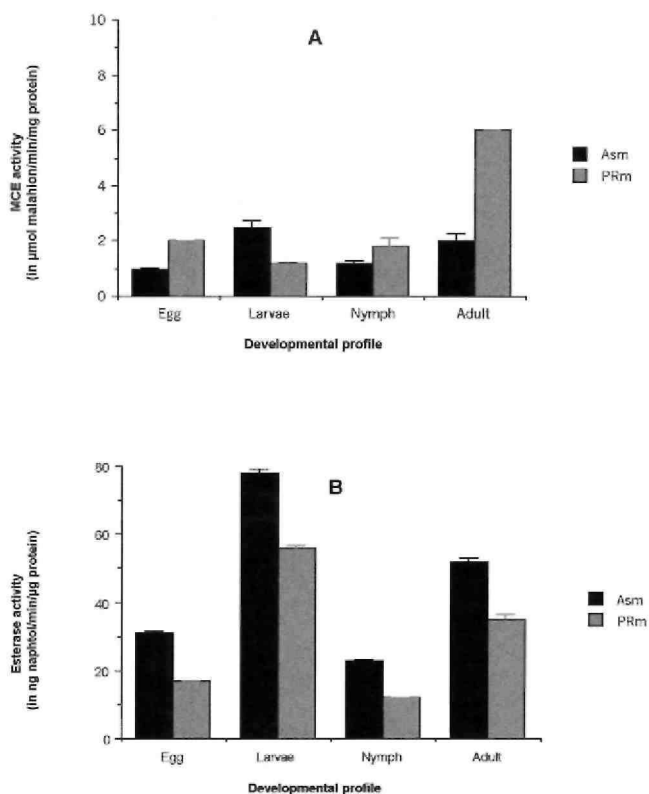 A
10
8
6
4
2
0
MCE activity
(In µmol malahion/min/mg protein)
Asm
PRm
Egg Larvae Nymph Adult
Developmental profile
B
80
60
40
20
0
Esterase activity
(In ng naphtol/min/µg protein)
Asm
PRm
Egg Larvae Nymph Adult
Developmental profile